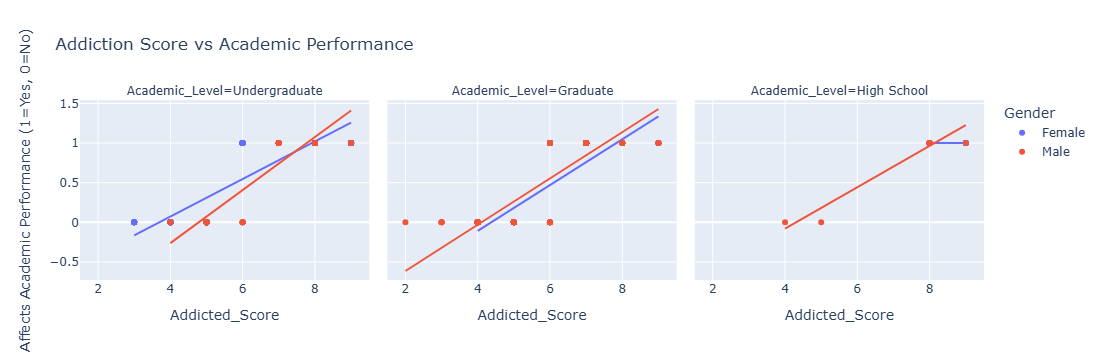 Addiction Score vs Academic Performance
Affects Academic Performance (1=Yes, 0=No)
Academic_Level=Undergraduate
Academic_Level=Graduate
Academic_Level=High School
1.5
1
0.5
0
−0.5
2 4 6 8
2 4 6 8
2 4 6 8
Addicted_Score
Addicted_Score
Addicted_Score
Gender
Female
Male